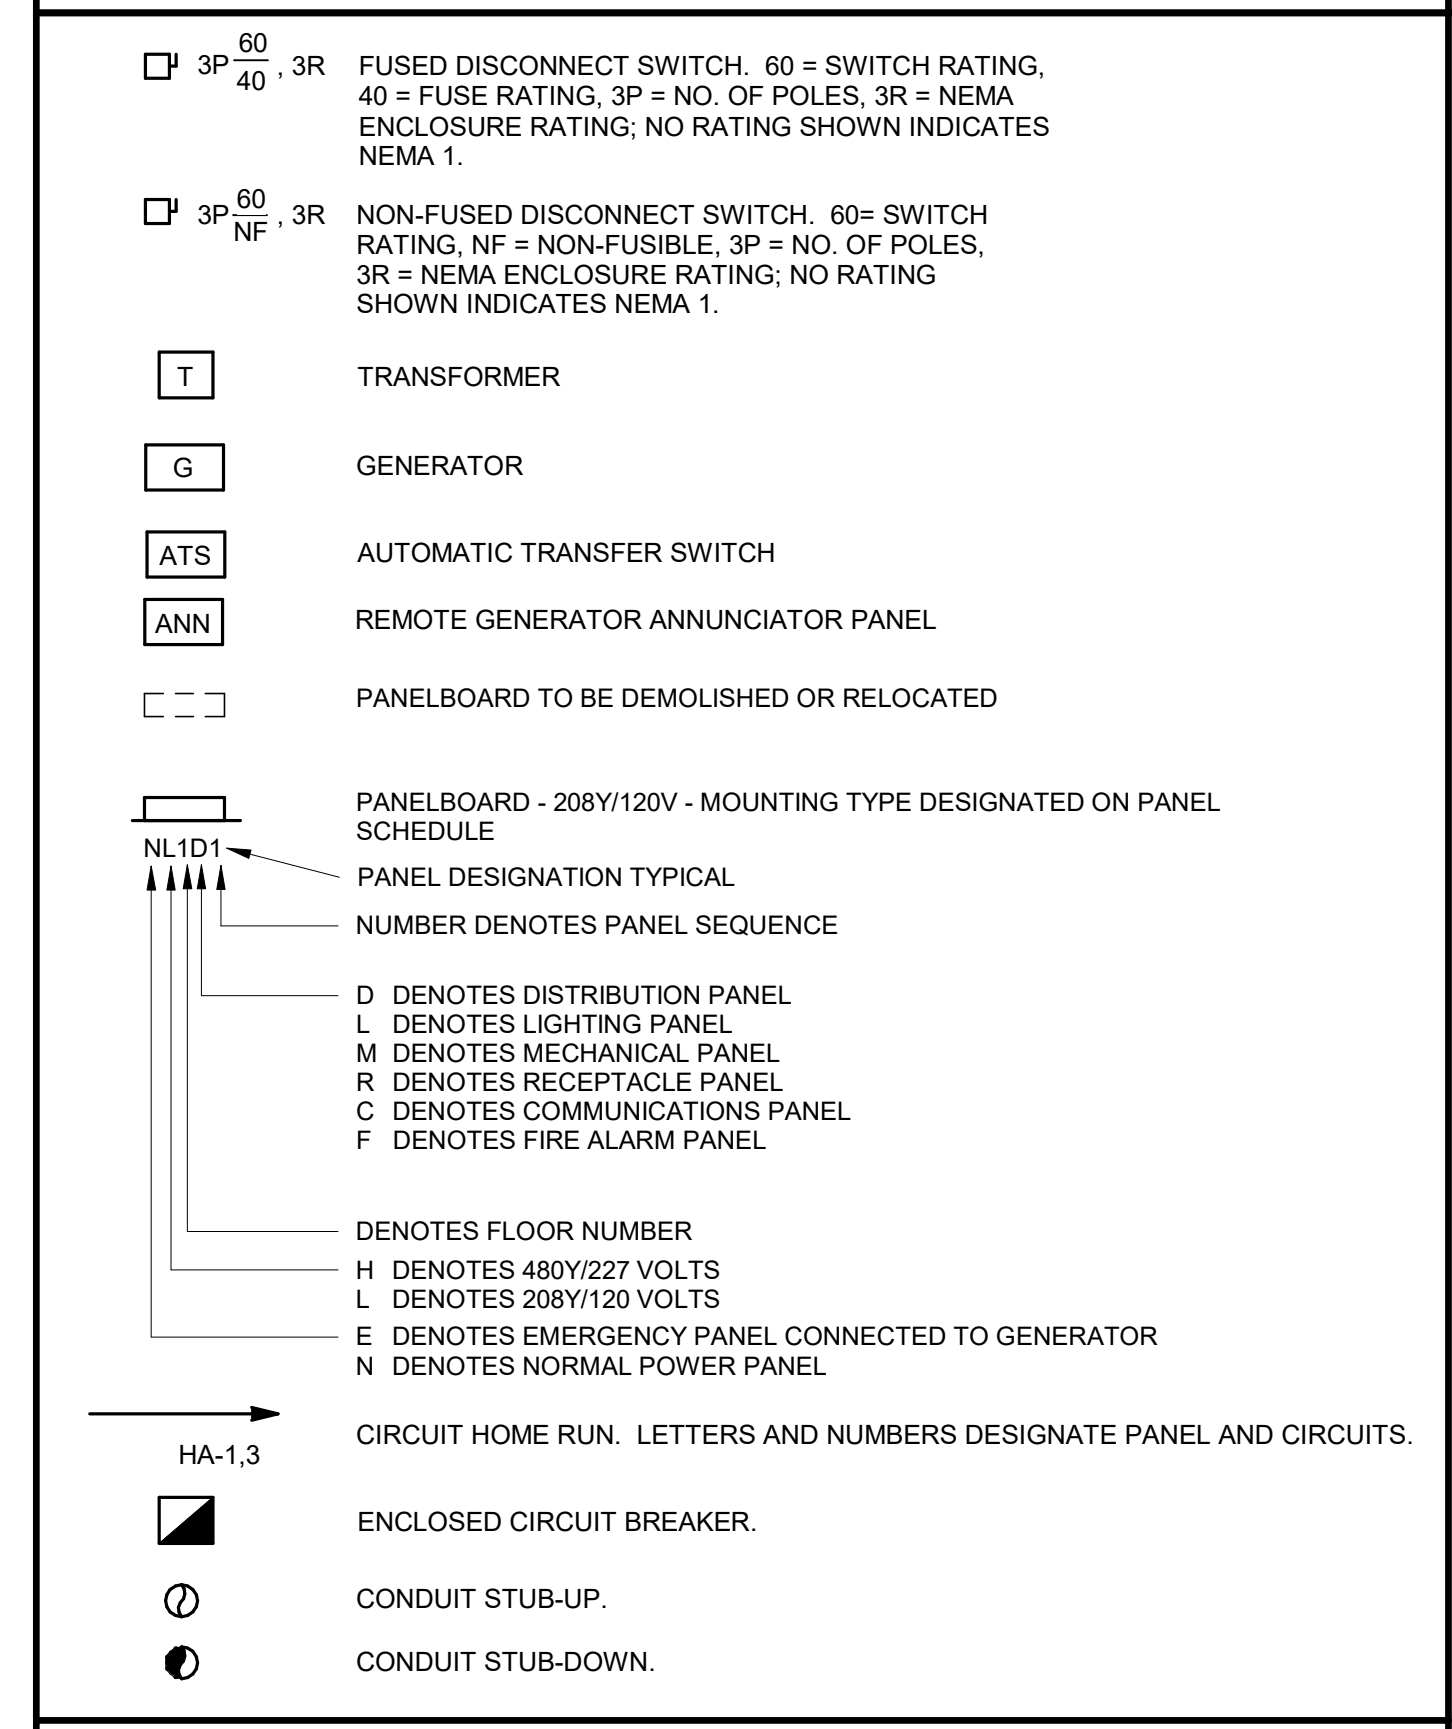 3P 60/40 , 3R FUSED DISCONNECT SWITCH. 60 = SWITCH RATING,
40 = FUSE RATING, 3P = NO. OF POLES, 3R = NEMA
ENCLOSURE RATING; NO RATING SHOWN INDICATES
NEMA 1.
3P 60/NF , 3R NON-FUSED DISCONNECT SWITCH. 60= SWITCH
RATING, NF = NON-FUSIBLE, 3P = NO. OF POLES,
3R = NEMA ENCLOSURE RATING; NO RATING
SHOWN INDICATES NEMA 1.
T TRANSFORMER
G GENERATOR
ATS AUTOMATIC TRANSFER SWITCH
ANN REMOTE GENERATOR ANNUNCIATOR PANEL
PANELBOARD TO BE DEMOLISHED OR RELOCATED
PANELBOARD - 208Y/120V - MOUNTING TYPE DESIGNATED ON PANEL
SCHEDULE
NL1D1
PANEL DESIGNATION TYPICAL
NUMBER DENOTES PANEL SEQUENCE
D DENOTES DISTRIBUTION PANEL
L DENOTES LIGHTING PANEL
M DENOTES MECHANICAL PANEL
R DENOTES RECEPTACLE PANEL
C DENOTES COMMUNICATIONS PANEL
F DENOTES FIRE ALARM PANEL
DENOTES FLOOR NUMBER
H DENOTES 480Y/227 VOLTS
L DENOTES 208Y/120 VOLTS
E DENOTES EMERGENCY PANEL CONNECTED TO GENERATOR
N DENOTES NORMAL POWER PANEL
CIRCUIT HOME RUN. LETTERS AND NUMBERS DESIGNATE PANEL AND CIRCUITS.
HA-1,3
ENCLOSED CIRCUIT BREAKER.
CONDUIT STUB-UP.
CONDUIT STUB-DOWN.